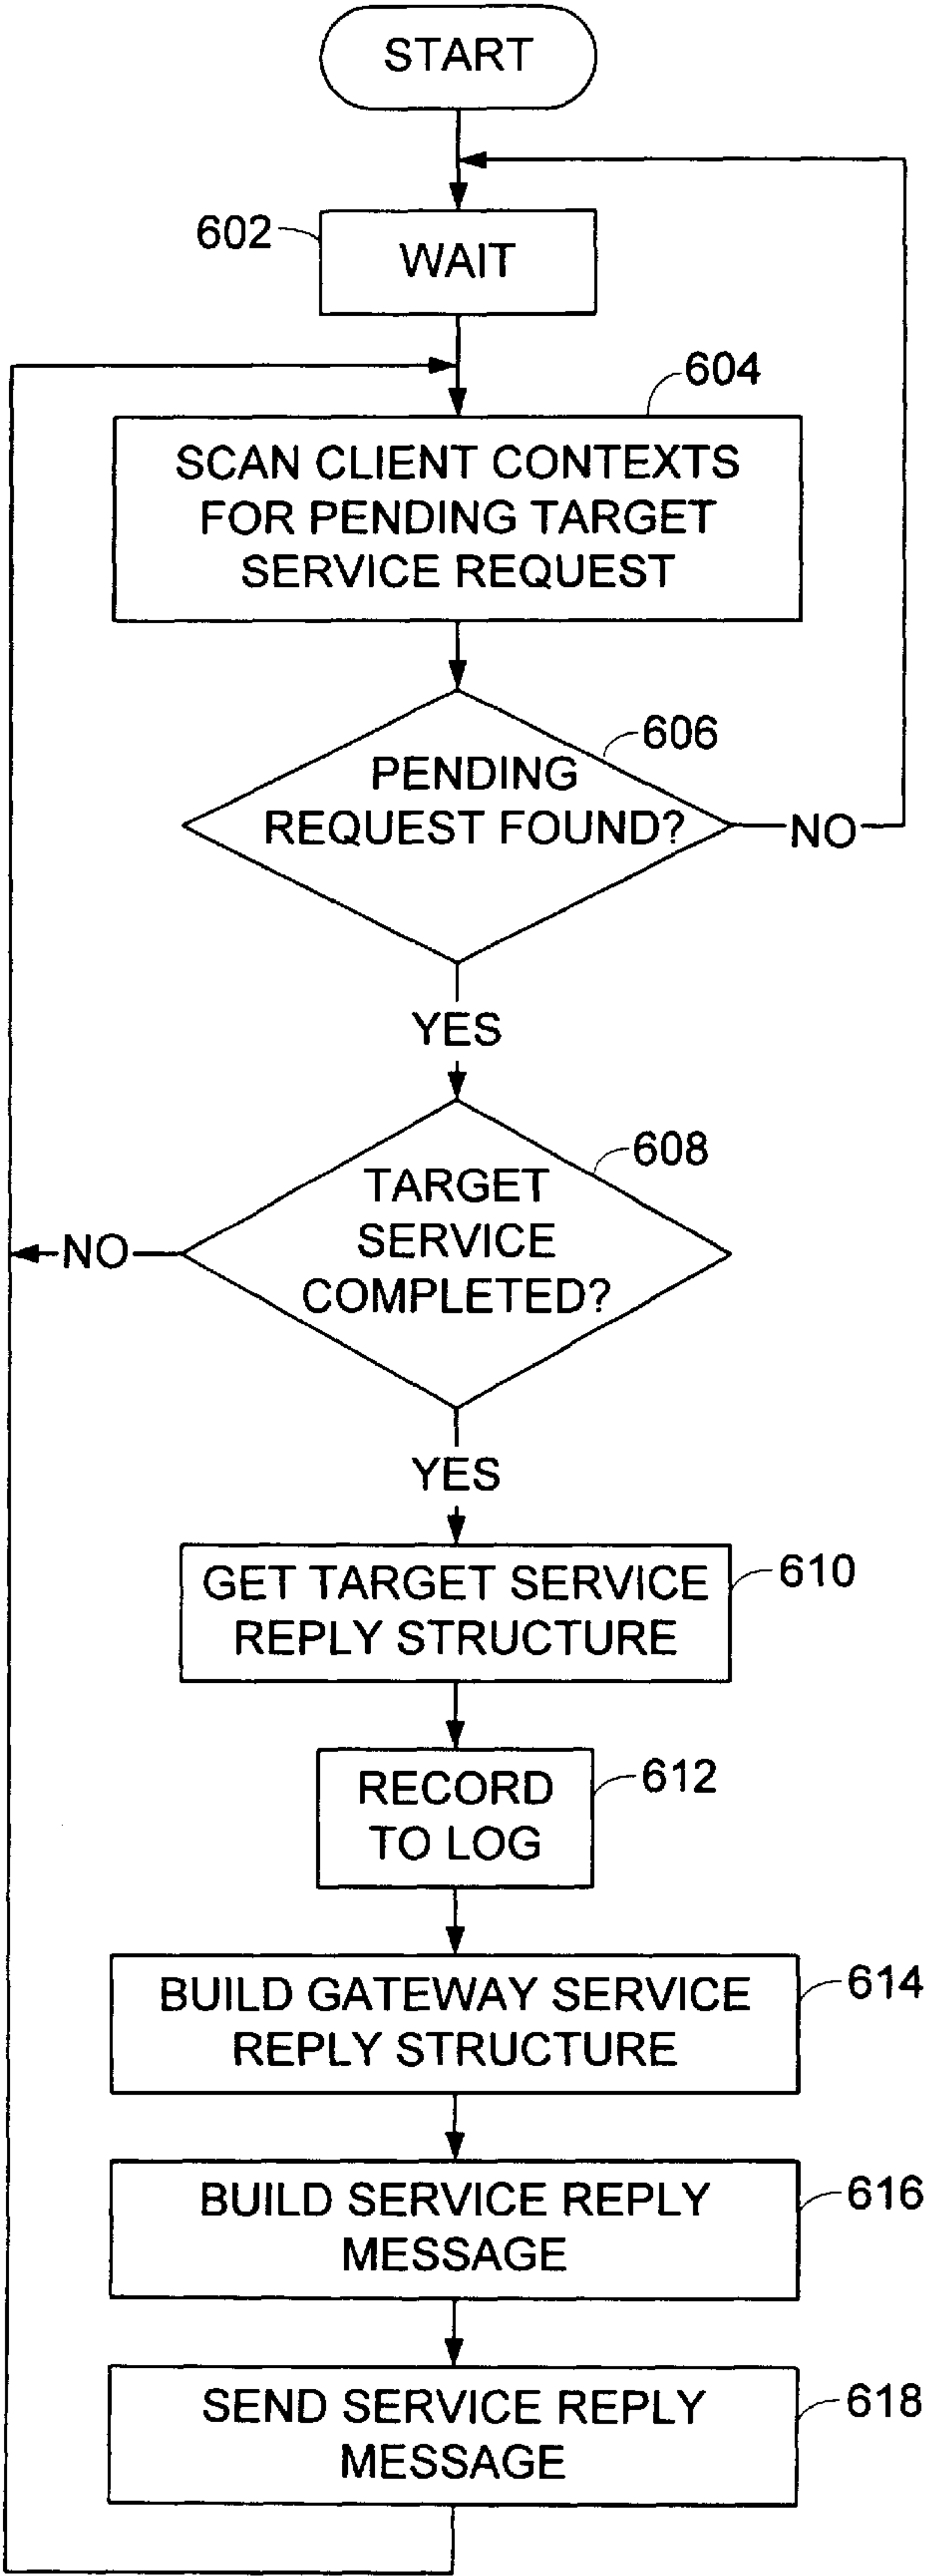 START
602
WAIT
604
SCAN CLIENT CONTEXTS
FOR PENDING TARGET
SERVICE REQUEST
606
PENDING
REQUEST FOUND?
NO
YES
608
TARGET
SERVICE
COMPLETED?
NO
YES
GET TARGET SERVICE
REPLY STRUCTURE
610
RECORD
TO LOG
612
BUILD GATEWAY SERVICE
REPLY STRUCTURE
614
BUILD SERVICE REPLY
MESSAGE
616
SEND SERVICE REPLY
MESSAGE
618